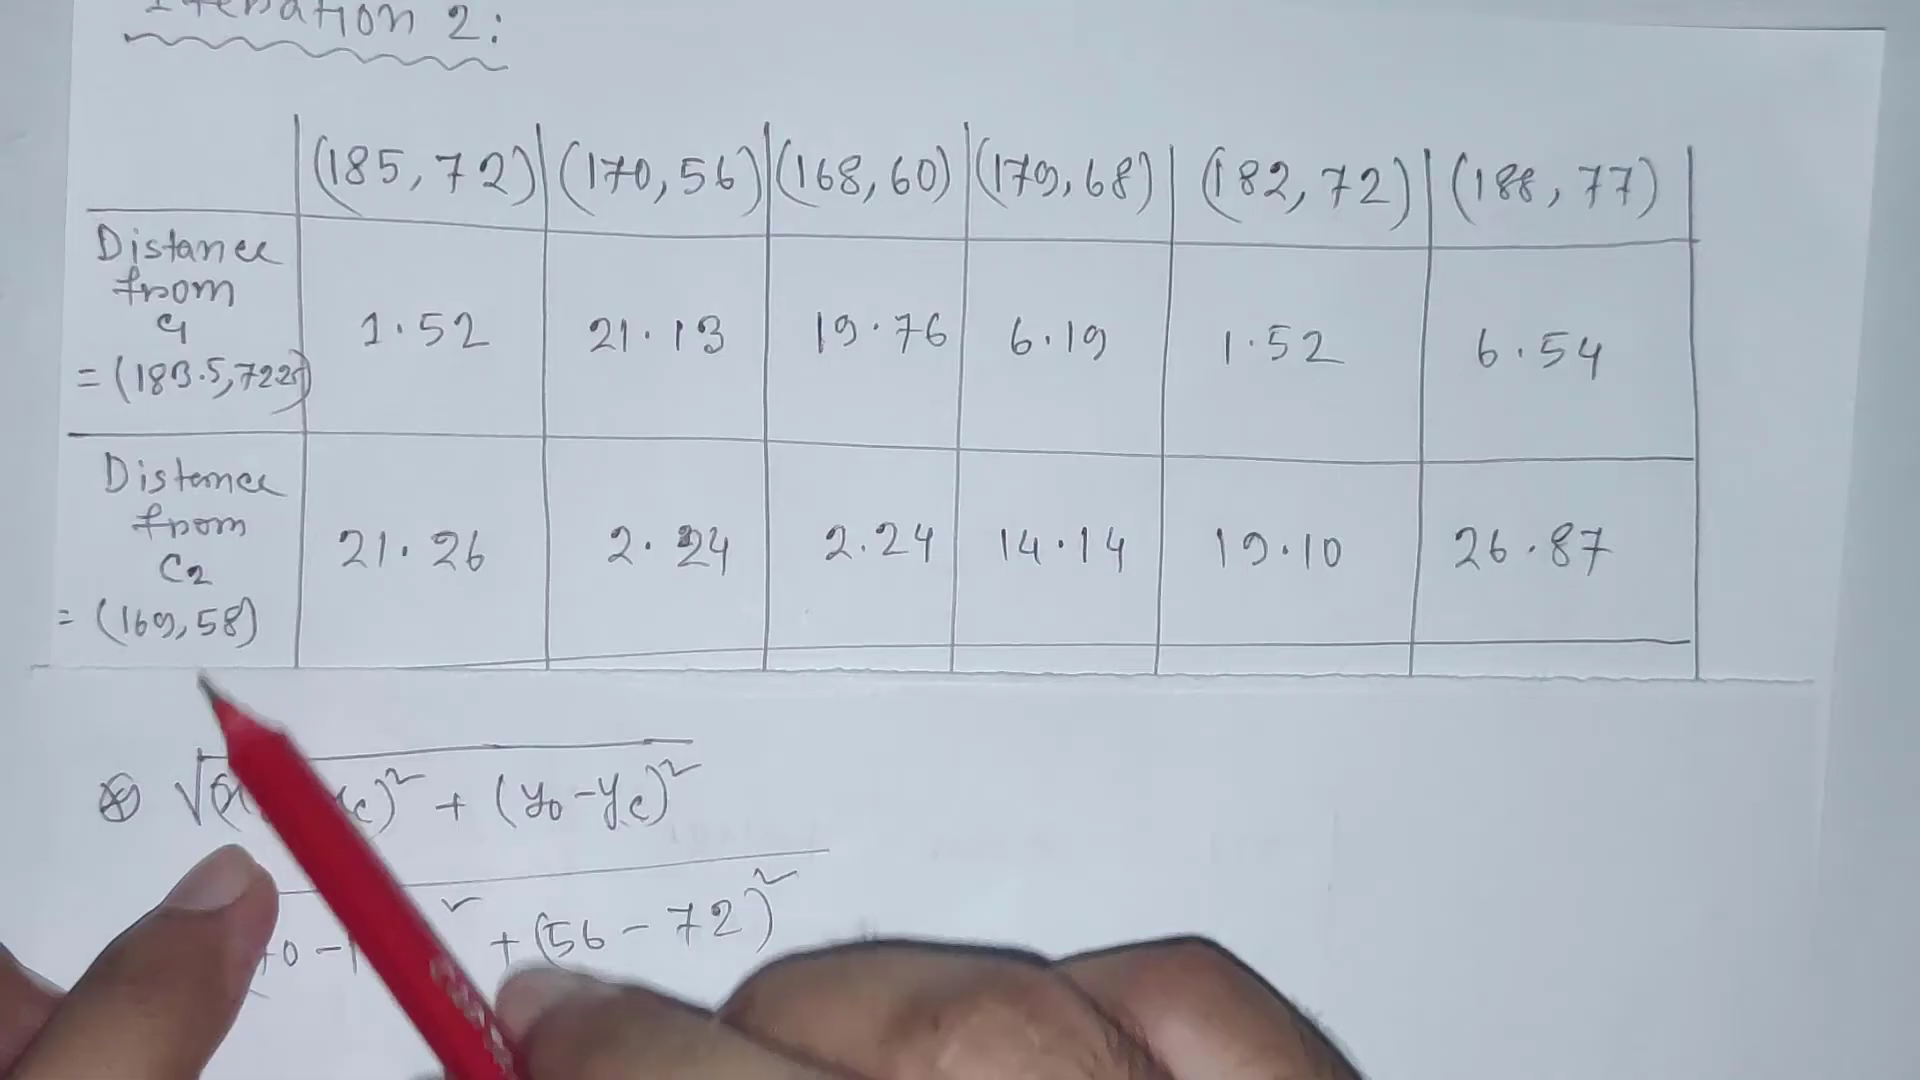 Iteration 2:
(185,72) (170,56) (168,60) (179,68) (182,72) (188,77)
Distance
from
C1
= (183.5,72.25)
1.52 21.13 19.76 6.19 1.52 6.54
Distance
from
C2
= (169,58)
21.26 2.24 2.24 14.14 19.10 26.87
+ (y0-yc)²
+ (56-72)²